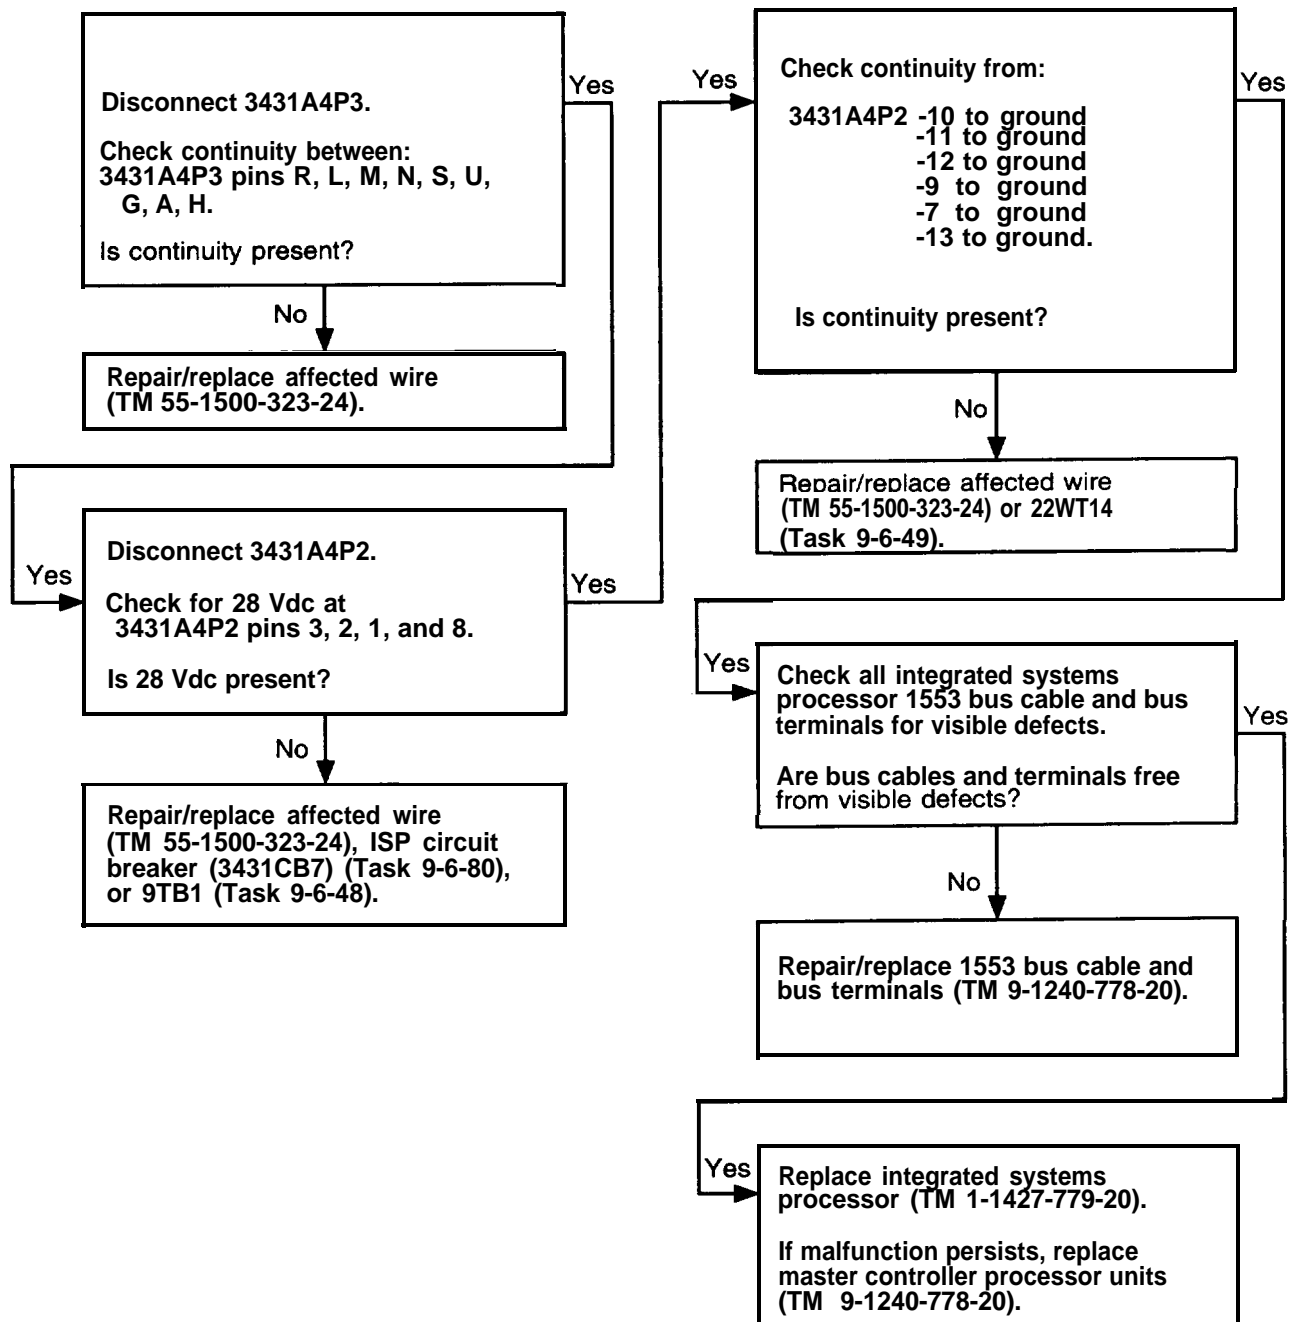 Disconnect 3431A4P3.
Check continuity between:
3431A4P3 pins R, L, M, N, S, U,
G, A, H.
Is continuity present?
Yes
No
Repair/replace affected wire
(TM 55-1500-323-24).
Yes
Disconnect 3431A4P2.
Check for 28 Vdc at
3431A4P2 pins 3, 2, 1, and 8.
Is 28 Vdc present?
Yes
No
Repair/replace affected wire
(TM 55-1500-323-24), ISP circuit
breaker (3431CB7) (Task 9-6-80),
or 9TB1 (Task 9-6-48).
Yes
Check continuity from:
3431A4P2 -10 to ground
-11 to ground
-12 to ground
-9 to ground
-7 to ground
-13 to ground.
Is continuity present?
Yes
No
Repair/replace affected wire
(TM 55-1500-323-24) or 22WT14
(Task 9-6-49).
Yes
Check all integrated systems
processor 1553 bus cable and bus
terminals for visible defects.
Are bus cables and terminals free
from visible defects?
Yes
No
Repair/replace 1553 bus cable and
bus terminals (TM 9-1240-778-20).
Yes
Replace integrated systems
processor (TM 1-1427-779-20).
If malfunction persists, replace
master controller processor units
(TM 9-1240-778-20).